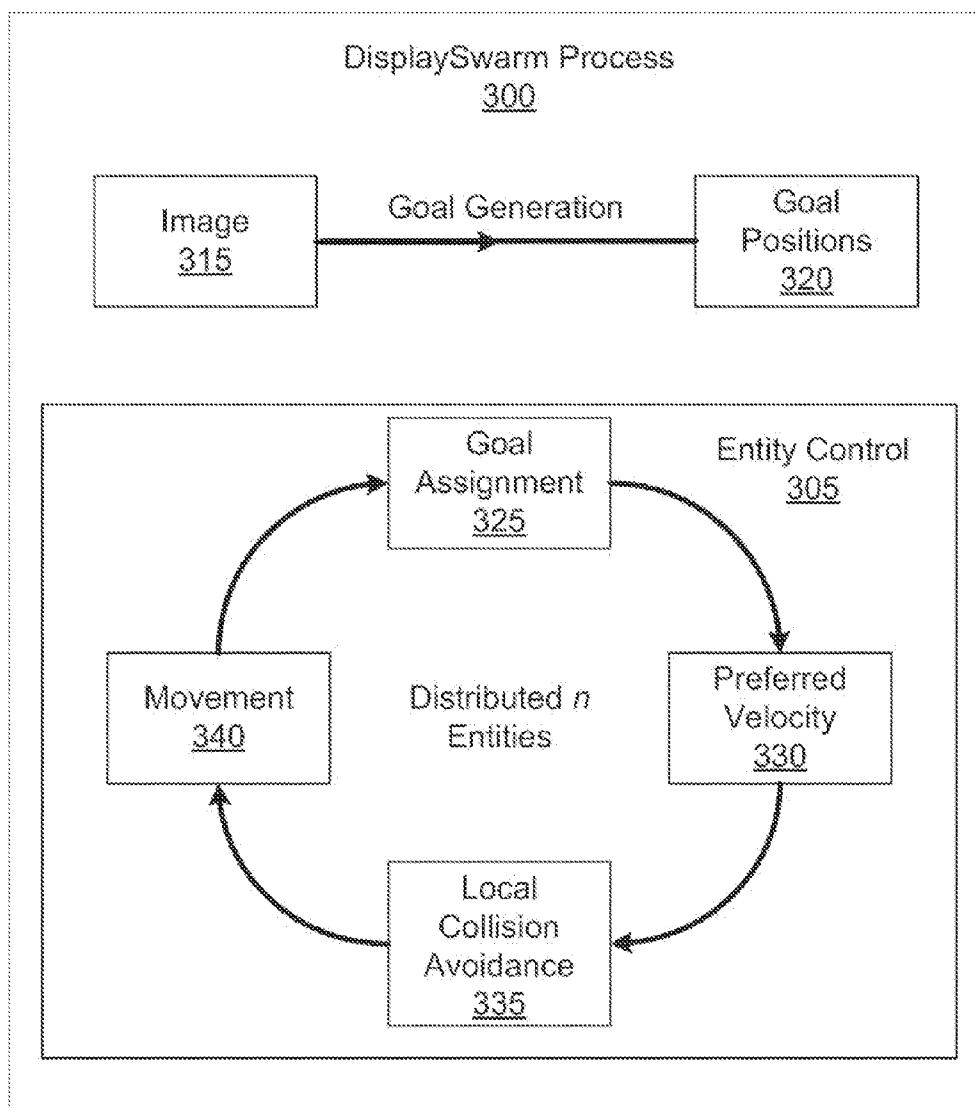 DisplaySwarm Process
300
Image
315
Goal Generation
Goal
Positions
320
Entity Control
305
Goal
Assignment
325
Preferred
Velocity
330
Distributed n
Entities
Movement
340
Local
Collision
Avoidance
335